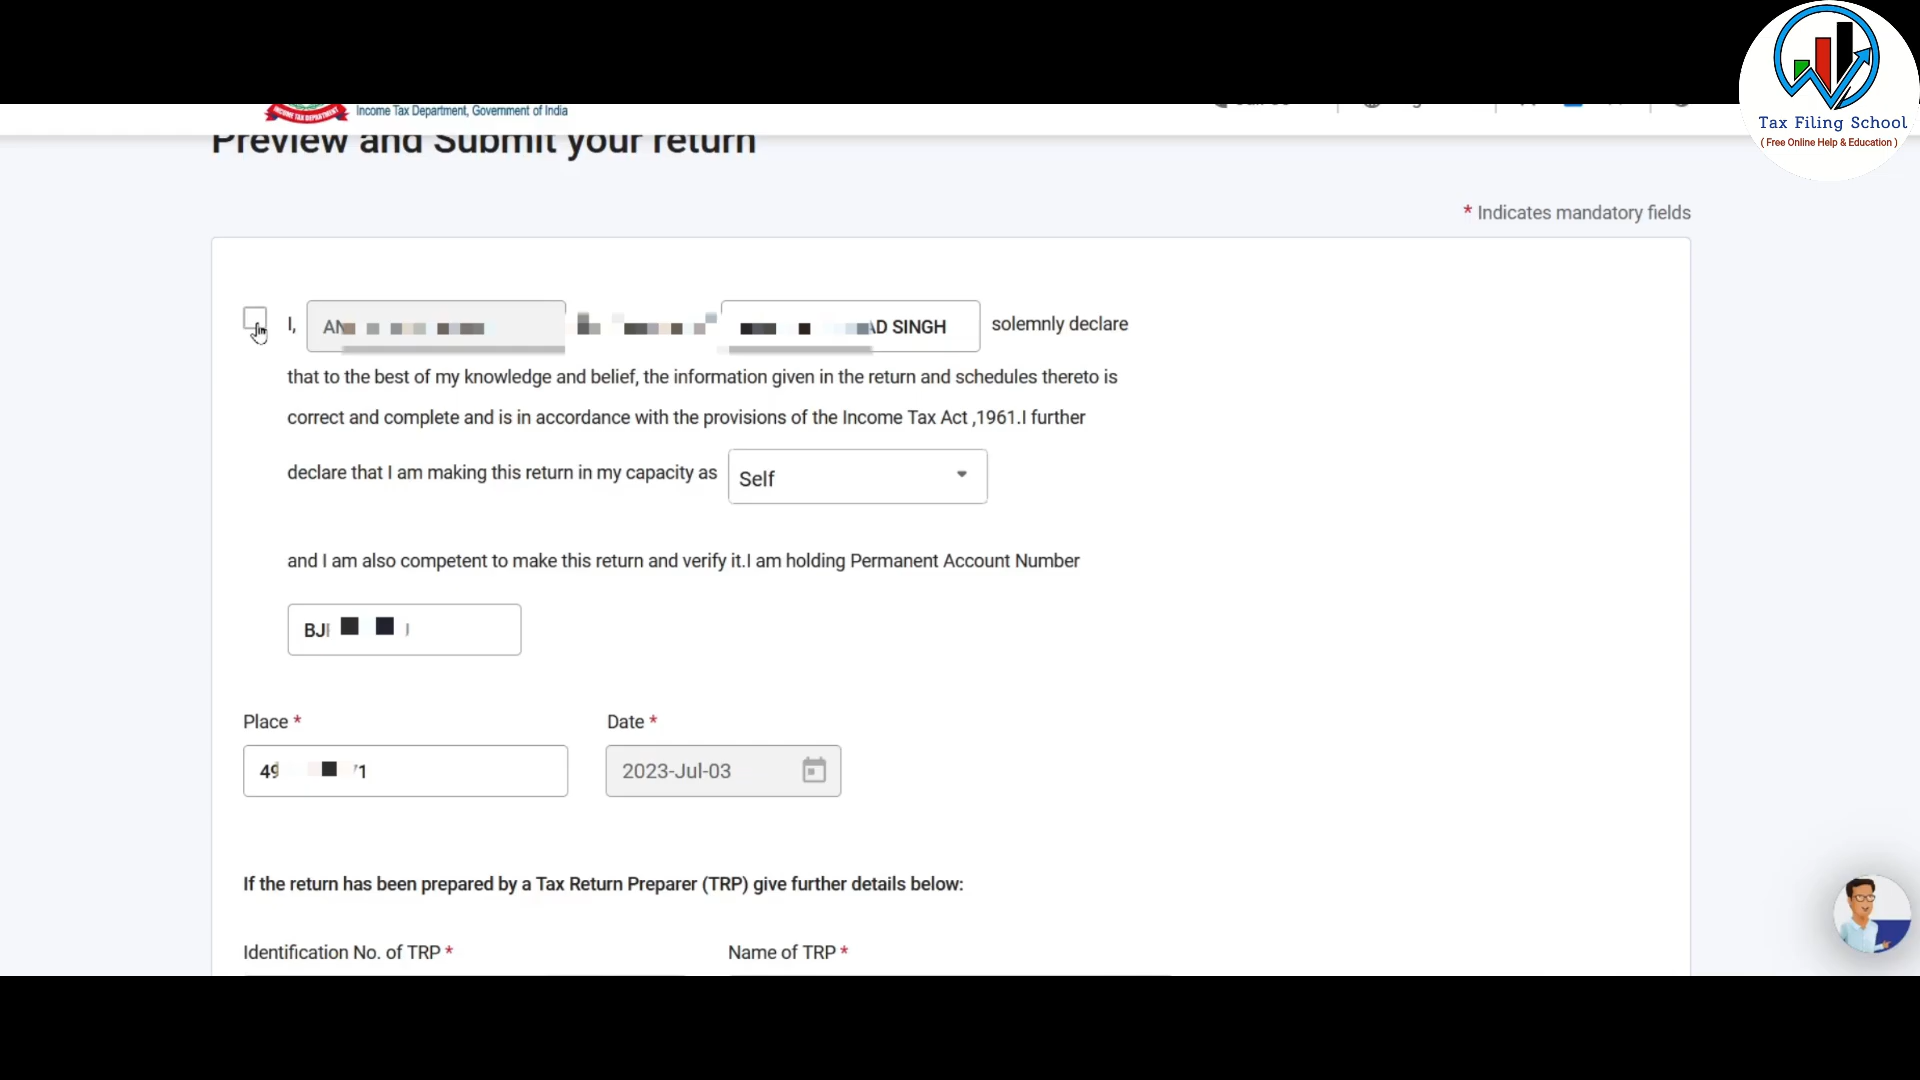 Income Tax Department, Government of India
Tax Filing School
( Free Online Help & Education )
Preview and Submit your return
* Indicates mandatory fields
I, AN AD SINGH solemnly declare
that to the best of my knowledge and belief, the information given in the return and schedules thereto is
correct and complete and is in accordance with the provisions of the Income Tax Act ,1961.I further
declare that I am making this return in my capacity as Self
and I am also competent to make this return and verify it.I am holding Permanent Account Number
BJ
Place * Date *
49 1 2023-Jul-03
If the return has been prepared by a Tax Return Preparer (TRP) give further details below:
Identification No. of TRP * Name of TRP *